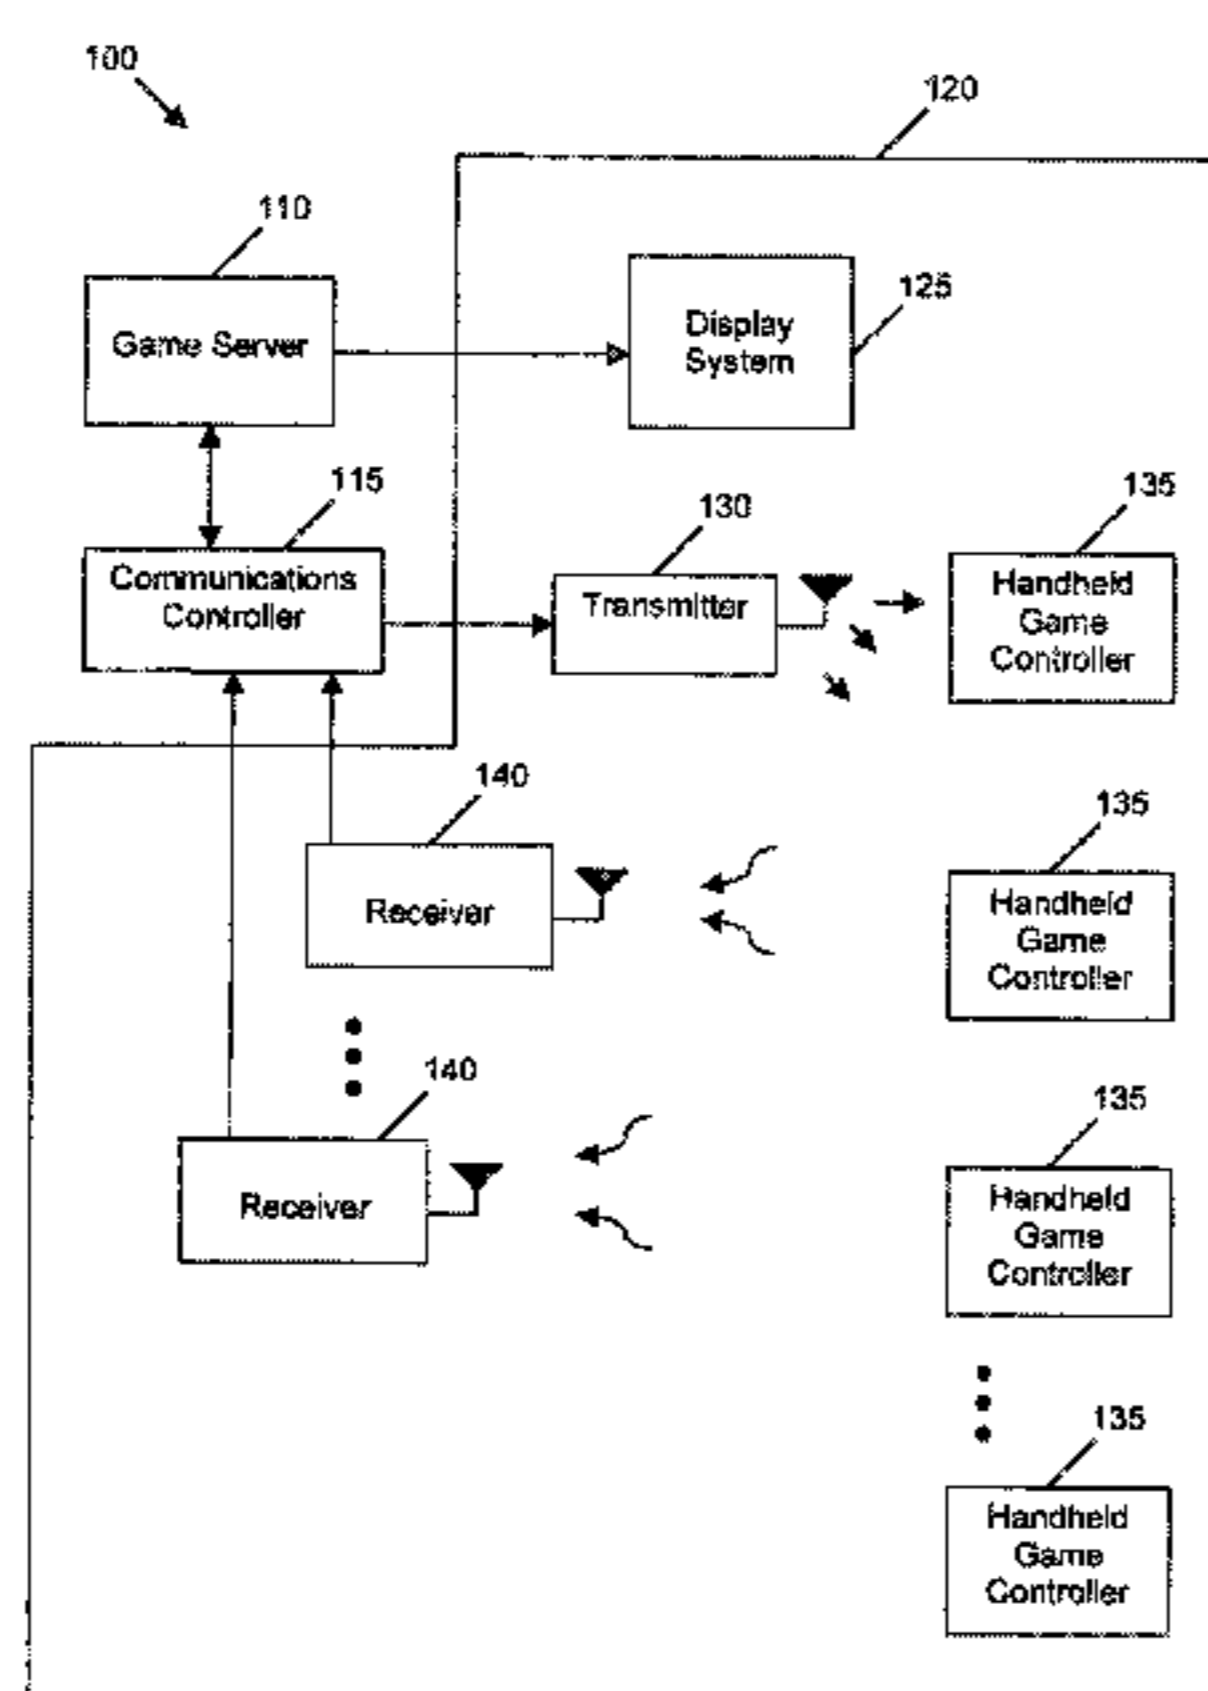 100
120
110
Game Server
Display
System
125
115
Communications
Controller
130
Transmitter
135
Handheld
Game
Controller
140
Receiver
135
Handheld
Game
Controller
140
Receiver
135
Handheld
Game
Controller
135
Handheld
Game
Controller